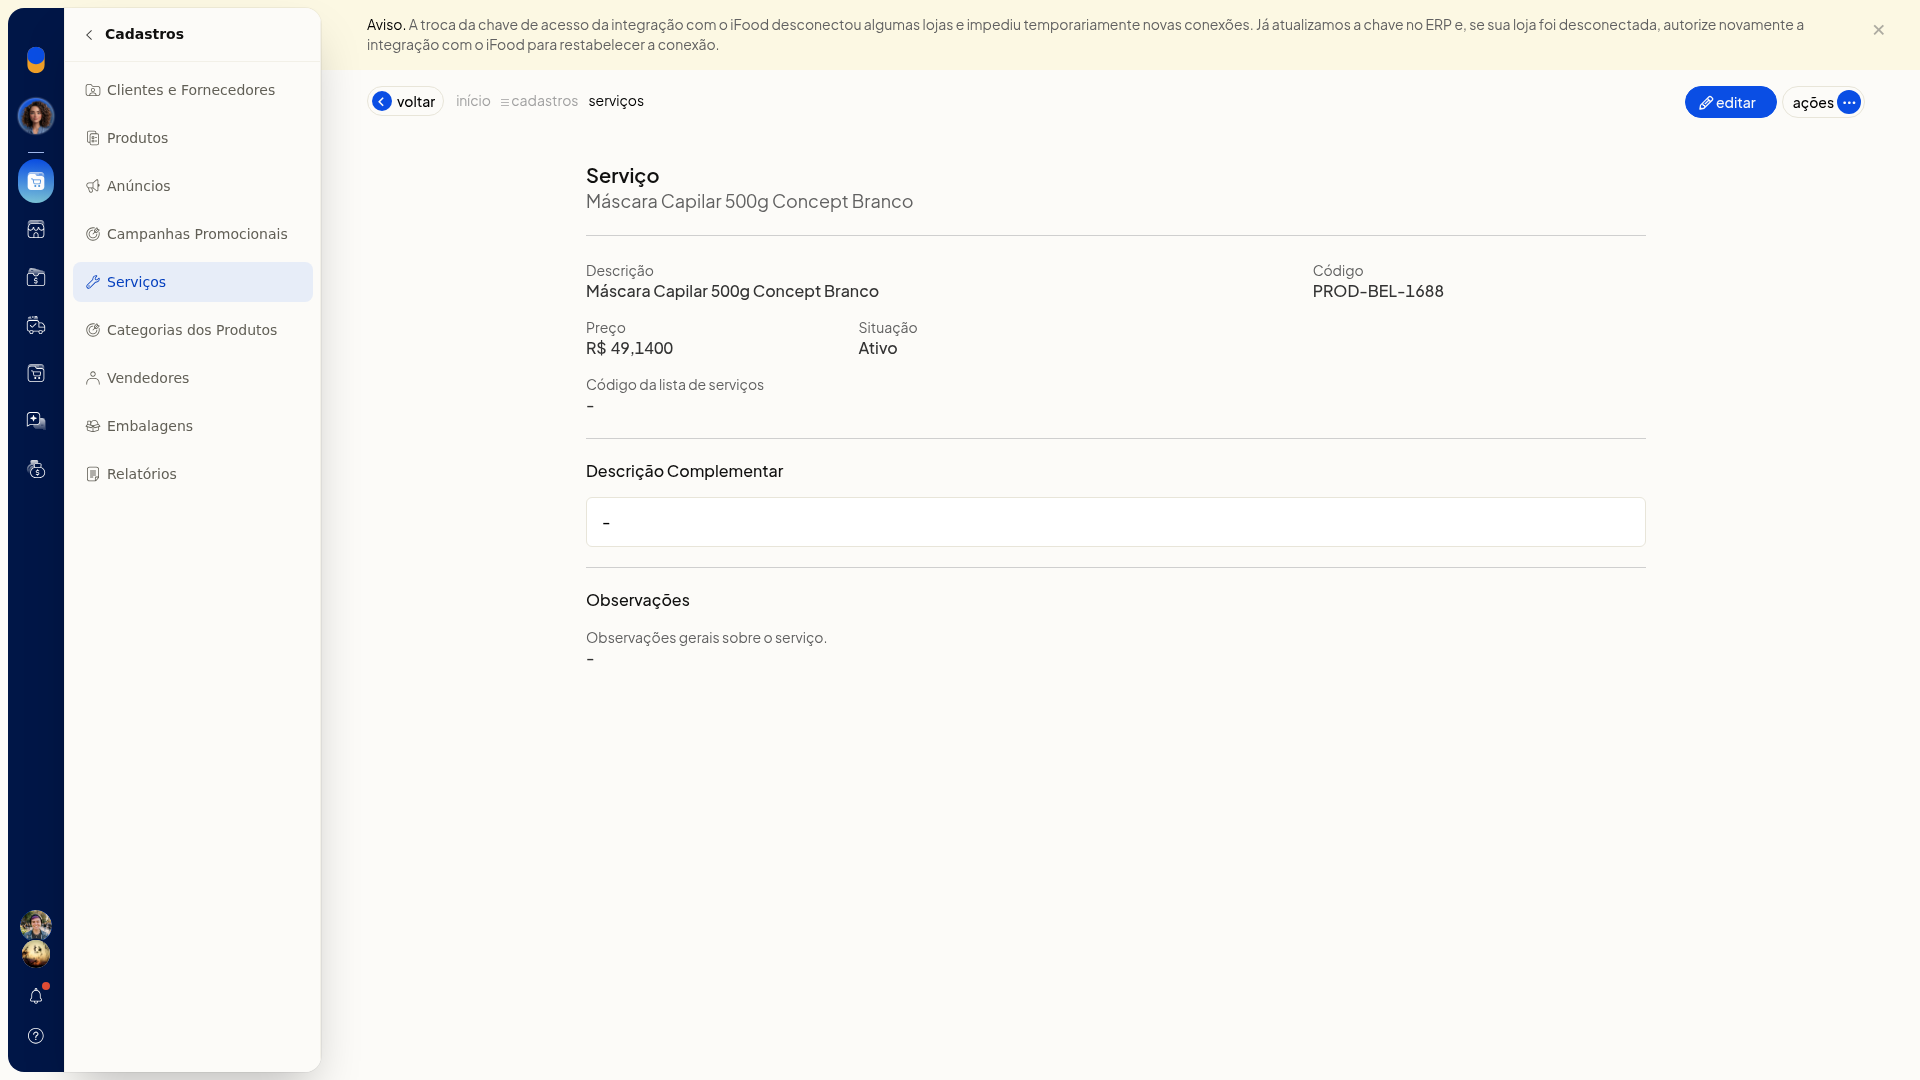 Cadastros
Clientes e Fornecedores
Produtos
Anúncios
Campanhas Promocionais
Serviços
Categorias dos Produtos
Vendedores
Embalagens
Relatórios
Aviso. A troca da chave de acesso da integração com o iFood desconectou algumas lojas e impediu temporariamente novas conexões. Já atualizamos a chave no ERP e, se sua loja foi desconectada, autorize novamente a
integração com o iFood para restabelecer a conexão.
voltar início cadastros serviços
editar ações
Serviço
Máscara Capilar 500g Concept Branco
Descrição Código
Máscara Capilar 500g Concept Branco PROD-BEL-1688
Preço Situação
R$ 49,1400 Ativo
Código da lista de serviços
-
Descrição Complementar
-
Observações
Observações gerais sobre o serviço.
-